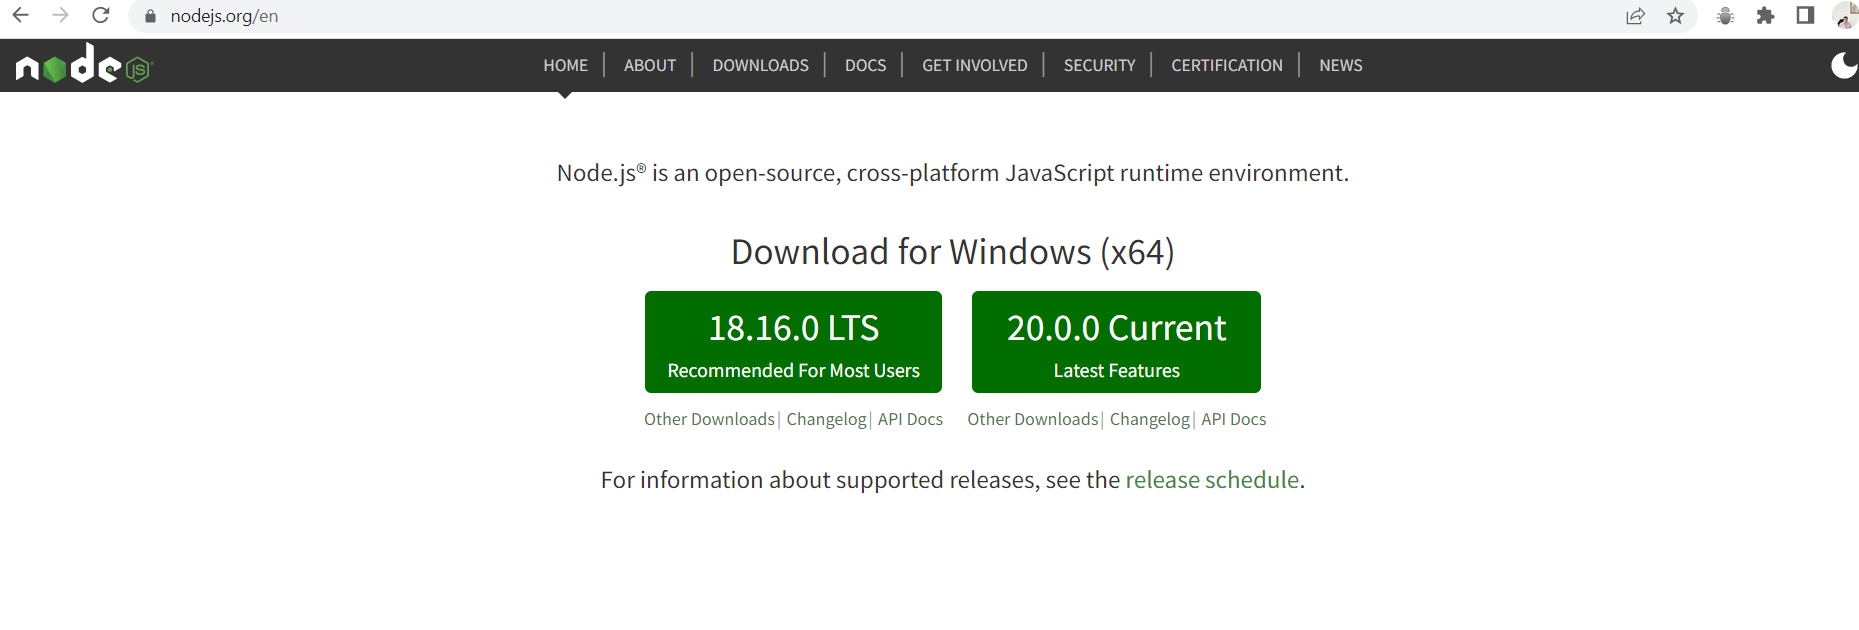 nodejs.org/en
node JS
HOME | ABOUT | DOWNLOADS | DOCS | GET INVOLVED | SECURITY | CERTIFICATION | NEWS
Node.js® is an open-source, cross-platform JavaScript runtime environment.
Download for Windows (x64)
18.16.0 LTS
Recommended For Most Users
20.0.0 Current
Latest Features
Other Downloads | Changelog | API Docs
Other Downloads | Changelog | API Docs
For information about supported releases, see the release schedule.